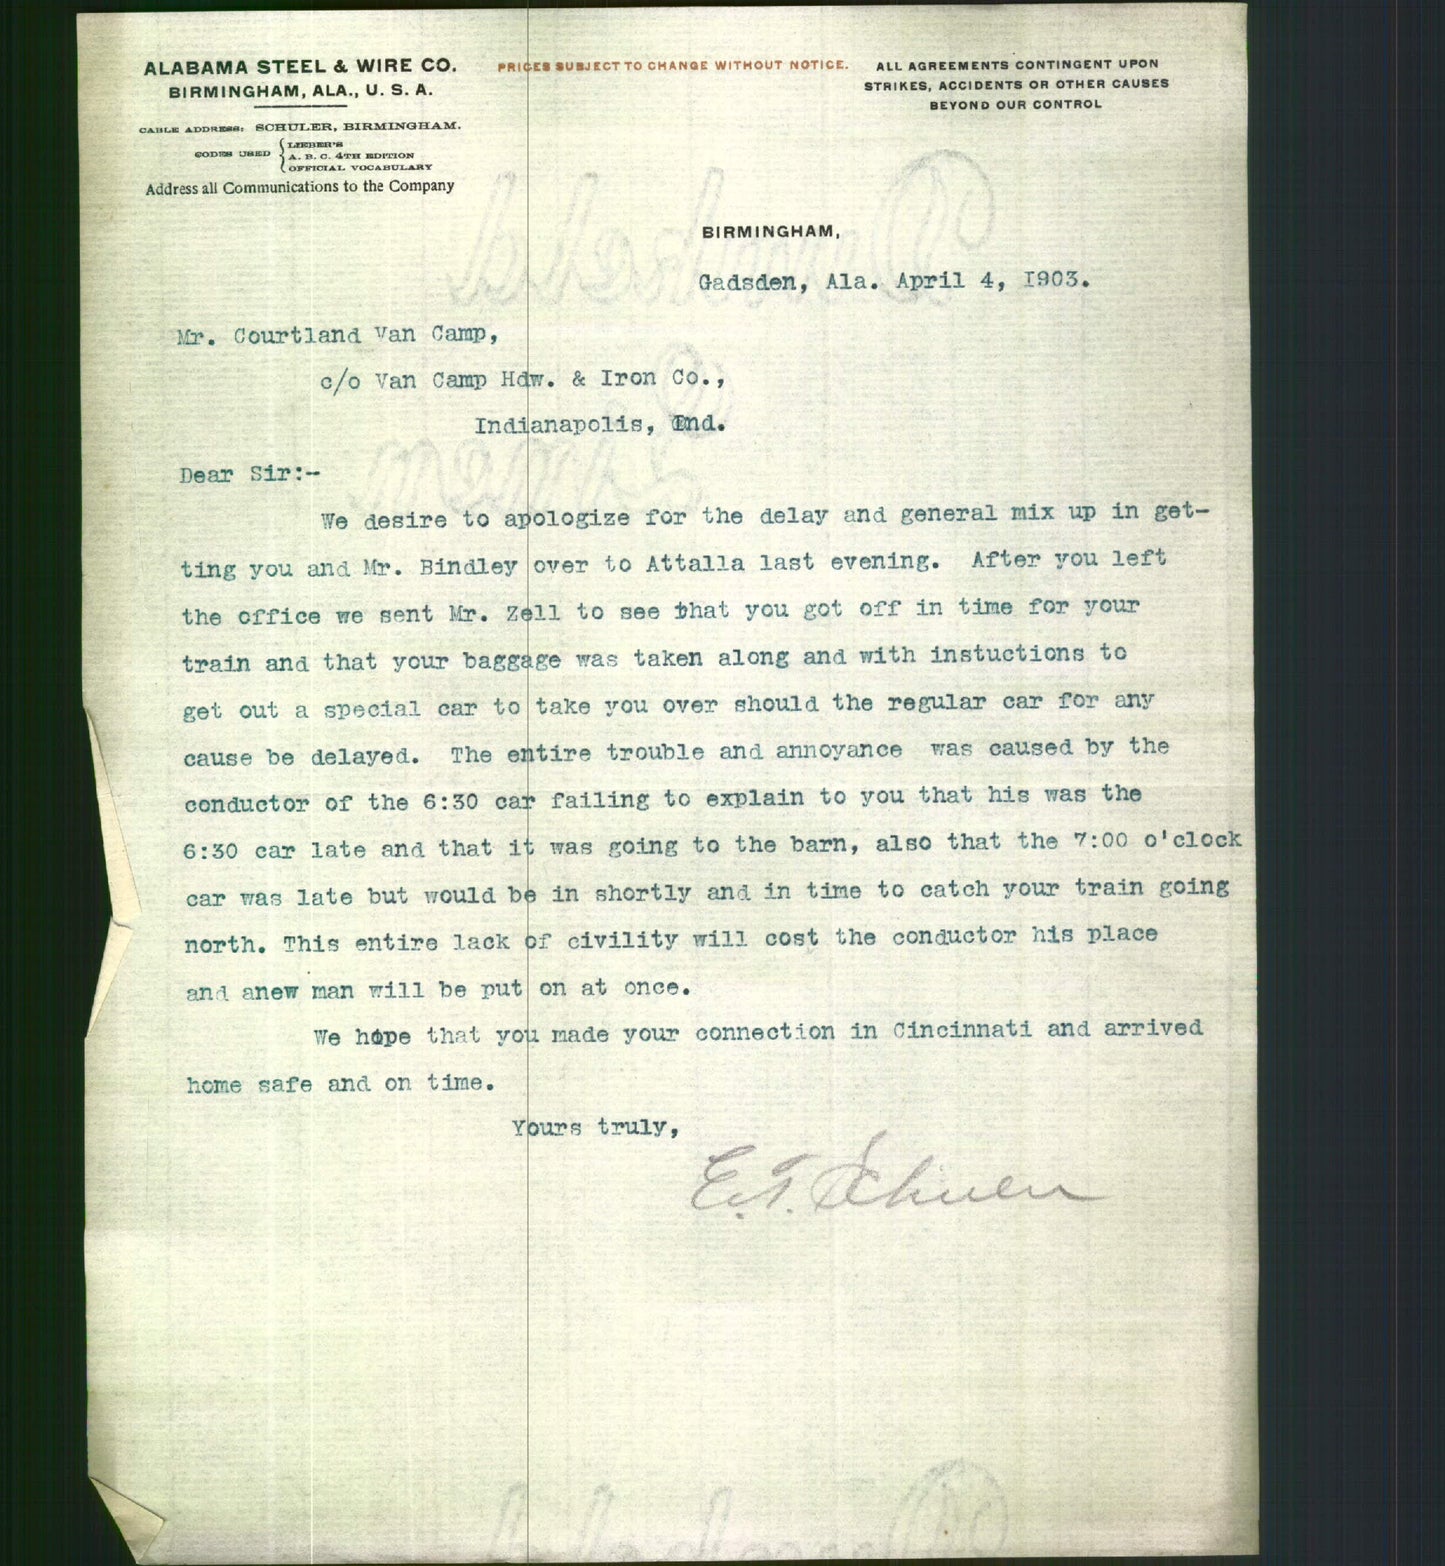 ALABAMA STEEL & WIRE CO.
BIRMINGHAM, ALA., U. S. A.
CABLE ADDRESS: SCHULER, BIRMINGHAM.
CODES USED
LIEBER'S
A. B. C. 4TH EDITION
OFFICIAL VOCABULARY
Address all Communications to the Company
PRICES SUBJECT TO CHANGE WITHOUT NOTICE.
ALL AGREEMENTS CONTINGENT UPON
STRIKES, ACCIDENTS OR OTHER CAUSES
BEYOND OUR CONTROL
BIRMINGHAM,
Gadsden, Ala. April 4, 1903.
Mr. Courtland Van Camp,
c/o Van Camp Hdw. & Iron Co.,
Indianapolis, Ind.
Dear Sir:-
We desire to apologize for the delay and general mix up in get-
ting you and Mr. Bindley over to Attalla last evening. After you left
the office we sent Mr. Zell to see that you got off in time for your
train and that your baggage was taken along and with instuctions to
get out a special car to take you over should the regular car for any
cause be delayed. The entire trouble and annoyance was caused by the
conductor of the 6:30 car failing to explain to you that his was the
6:30 car late and that it was going to the barn, also that the 7:00 o'clock
car was late but would be in shortly and in time to catch your train going
north. This entire lack of civility will cost the conductor his place
and anew man will be put on at once.
We hope that you made your connection in Cincinnati and arrived
home safe and on time.
Yours truly,
E. T. Schuler